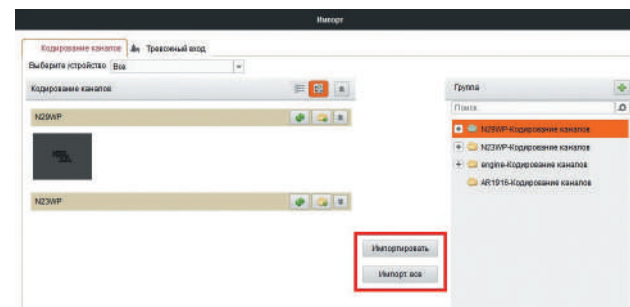 Импорт
Кодирование каналов
Тревожный вход
Выберите устройство Все
Кодирование каналов
Группа
Поиск
N29WP
N29WP-Кодирование каналов
N23WP-Кодирование каналов
engine-Кодирование каналов
AR1916-Кодирование каналов
N23WP
Импортировать
Импорт все